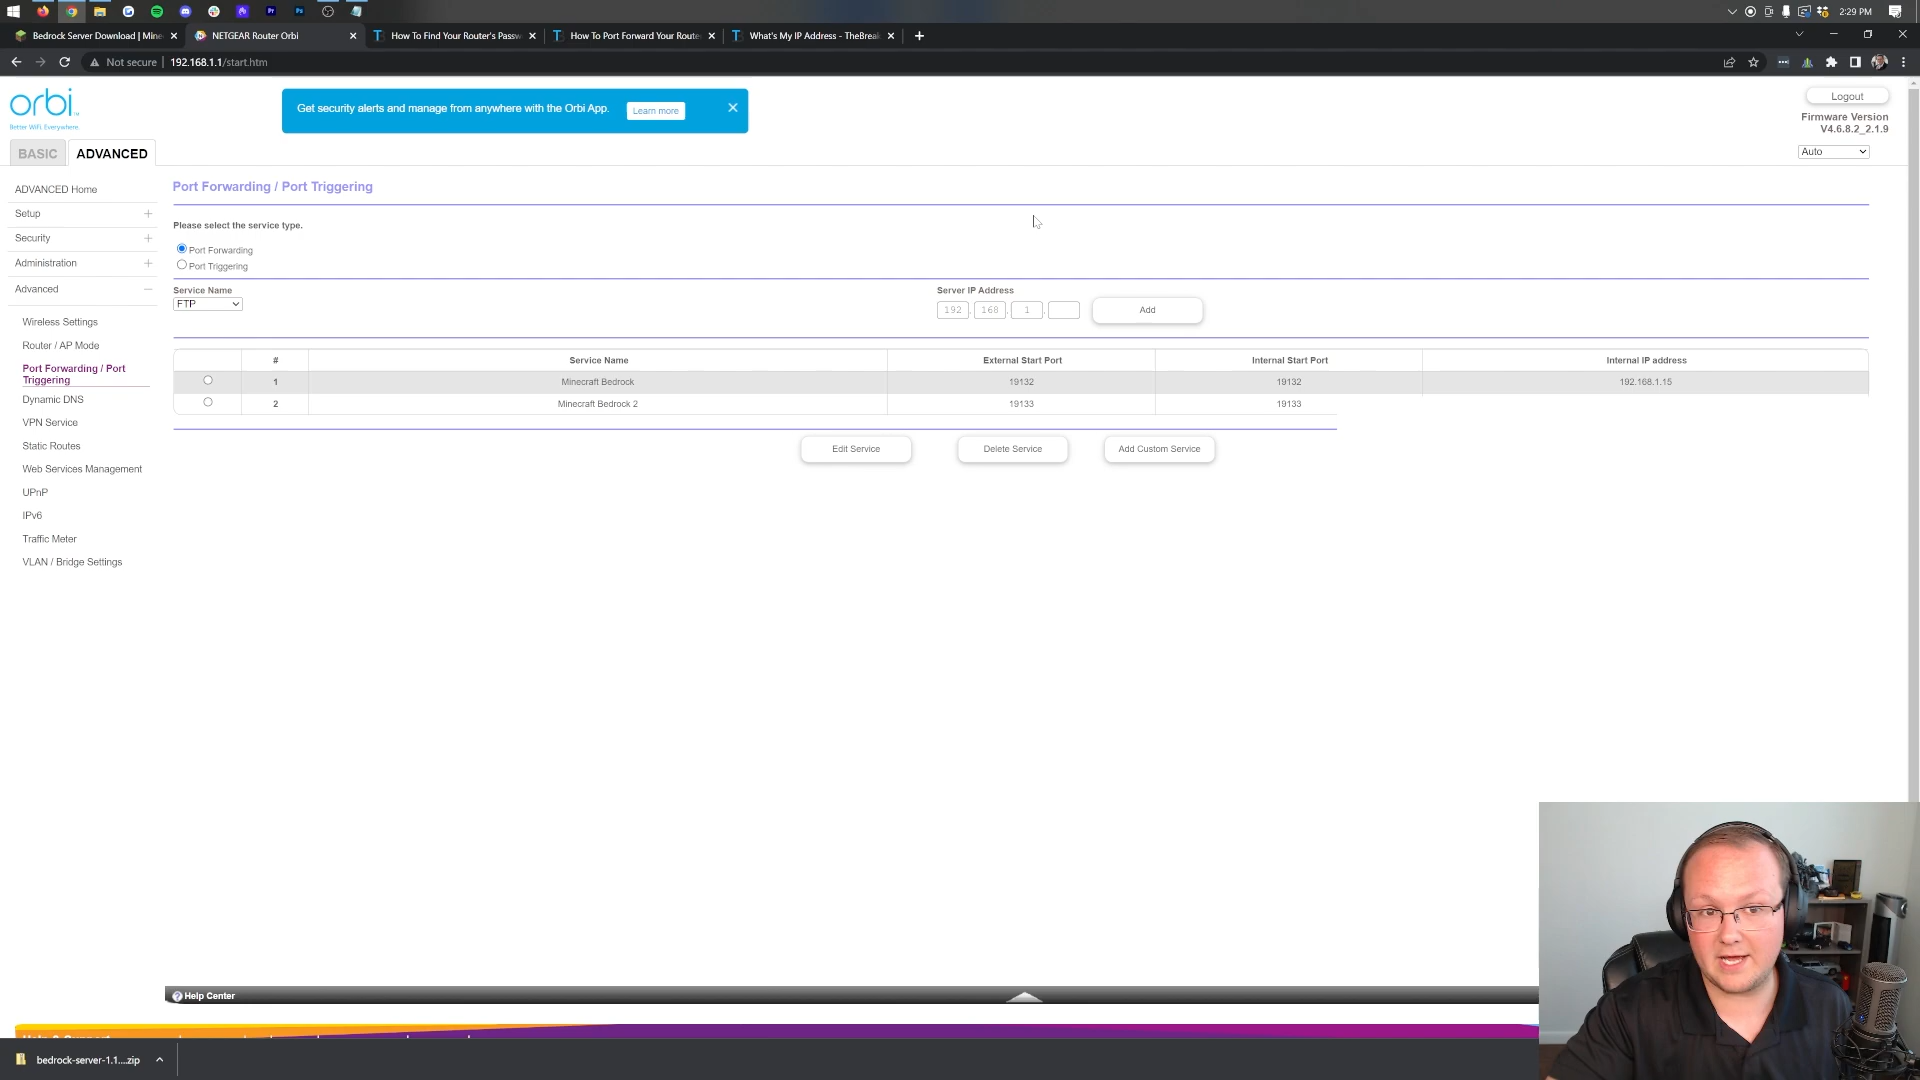 2:29 PM
Bedrock Server Download | Mine
NETGEAR Router Orbi
How To Find Your Router's Passw
How To Port Forward Your Route
What's My IP Address - TheBreak
Not secure
192.168.1.1/start.htm
orbi
Better WiFi. Everywhere.
Get security alerts and manage from anywhere with the Orbi App.
Learn more
Logout
Firmware Version
V4.6.8.2_2.1.9
Auto
BASIC
ADVANCED
ADVANCED Home
Setup
Security
Administration
Advanced
Wireless Settings
Router / AP Mode
Port Forwarding / Port
Triggering
Dynamic DNS
VPN Service
Static Routes
Web Services Management
UPnP
IPv6
Traffic Meter
VLAN / Bridge Settings
Port Forwarding / Port Triggering
Please select the service type.
Port Forwarding
Port Triggering
Service Name
FTP
Server IP Address
192 . 168 . 1 .
Add
# Service Name External Start Port Internal Start Port Internal IP address
1 Minecraft Bedrock 19132 19132 192.168.1.15
2 Minecraft Bedrock 2 19133 19133
Edit Service
Delete Service
Add Custom Service
Help Center
bedrock-server-1.1....zip